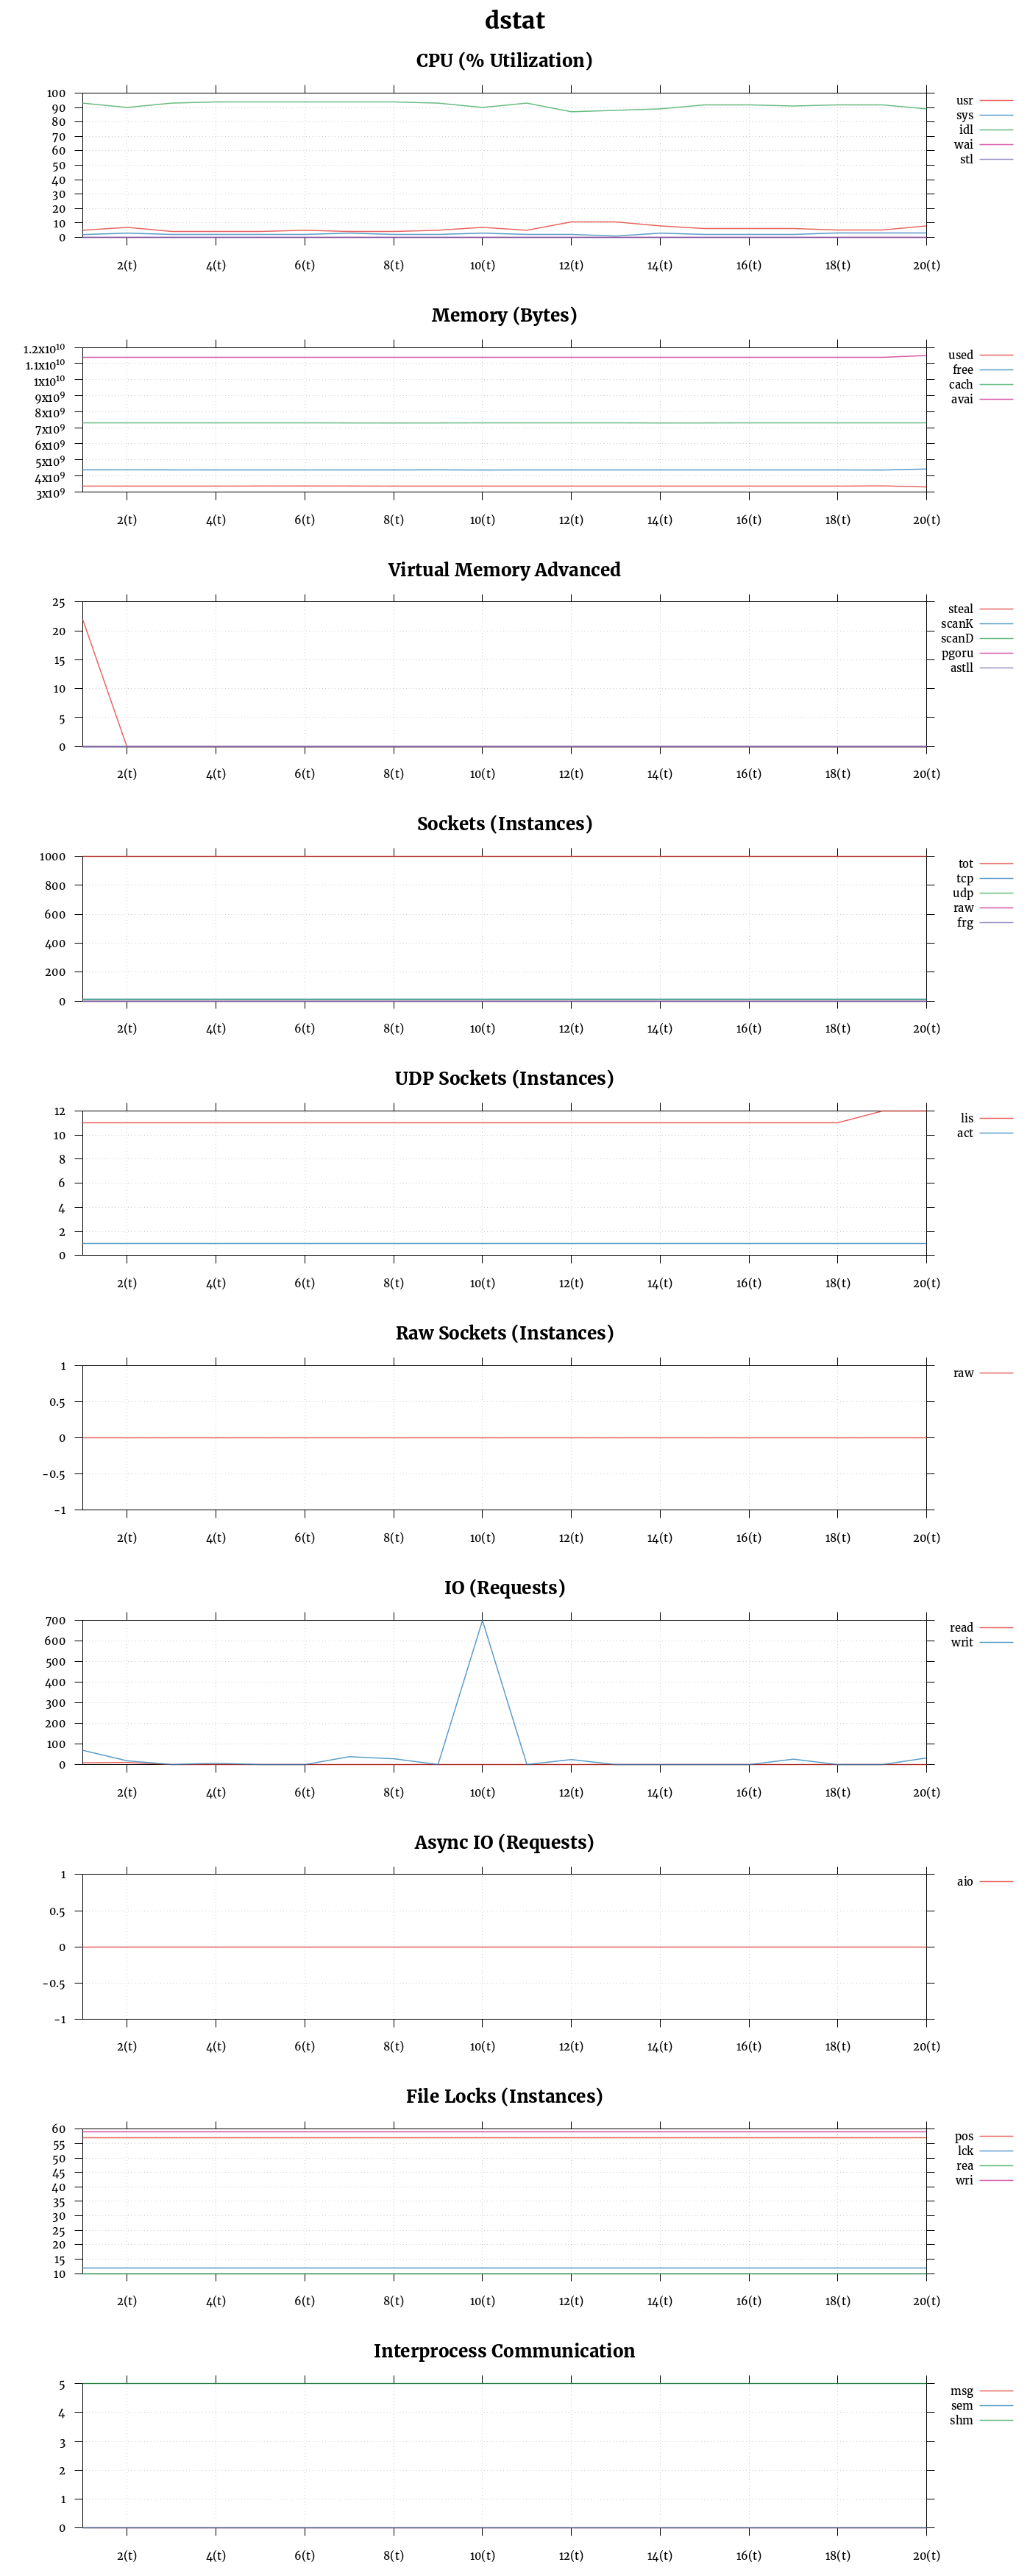 dstat
CPU (% Utilization)
100
90
80
70
60
50
40
30
20
10
0
2(t) 4(t) 6(t) 8(t) 10(t) 12(t) 14(t) 16(t) 18(t) 20(t)
usr
sys
idl
wai
stl
Memory (Bytes)
1.2x10¹⁰
1.1x10¹⁰
1x10¹⁰
9x10⁹
8x10⁹
7x10⁹
6x10⁹
5x10⁹
4x10⁹
3x10⁹
2(t) 4(t) 6(t) 8(t) 10(t) 12(t) 14(t) 16(t) 18(t) 20(t)
used
free
cach
avai
Virtual Memory Advanced
25
20
15
10
5
0
2(t) 4(t) 6(t) 8(t) 10(t) 12(t) 14(t) 16(t) 18(t) 20(t)
steal
scanK
scanD
pgoru
astll
Sockets (Instances)
1000
800
600
400
200
0
2(t) 4(t) 6(t) 8(t) 10(t) 12(t) 14(t) 16(t) 18(t) 20(t)
tot
tcp
udp
raw
frg
UDP Sockets (Instances)
12
10
8
6
4
2
0
2(t) 4(t) 6(t) 8(t) 10(t) 12(t) 14(t) 16(t) 18(t) 20(t)
lis
act
Raw Sockets (Instances)
1
0.5
0
-0.5
-1
2(t) 4(t) 6(t) 8(t) 10(t) 12(t) 14(t) 16(t) 18(t) 20(t)
raw
IO (Requests)
700
600
500
400
300
200
100
0
2(t) 4(t) 6(t) 8(t) 10(t) 12(t) 14(t) 16(t) 18(t) 20(t)
read
writ
Async IO (Requests)
1
0.5
0
-0.5
-1
2(t) 4(t) 6(t) 8(t) 10(t) 12(t) 14(t) 16(t) 18(t) 20(t)
aio
File Locks (Instances)
60
55
50
45
40
35
30
25
20
15
10
2(t) 4(t) 6(t) 8(t) 10(t) 12(t) 14(t) 16(t) 18(t) 20(t)
pos
lck
rea
wri
Interprocess Communication
5
4
3
2
1
0
2(t) 4(t) 6(t) 8(t) 10(t) 12(t) 14(t) 16(t) 18(t) 20(t)
msg
sem
shm